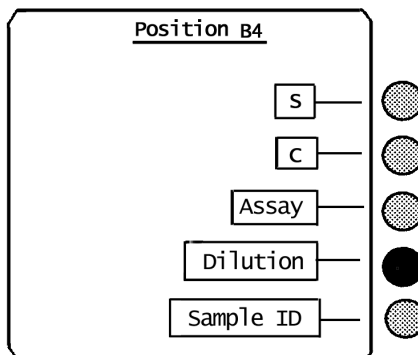 Position B4
S
C
Assay
Dilution
Sample ID